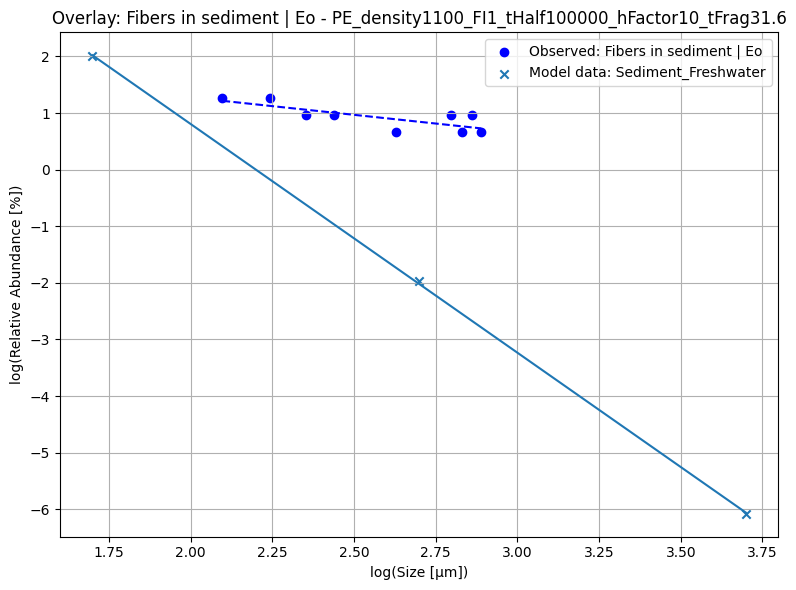 Overlay: Fibers in sediment | Eo - PE_density1100_FI1_tHalf100000_hFactor10_tFrag31.6
Observed: Fibers in sediment | Eo
Model data: Sediment_Freshwater
log(Relative Abundance [%])
2
1
0
−1
−2
−3
−4
−5
−6
1.75 2.00 2.25 2.50 2.75 3.00 3.25 3.50 3.75
log(Size [µm])